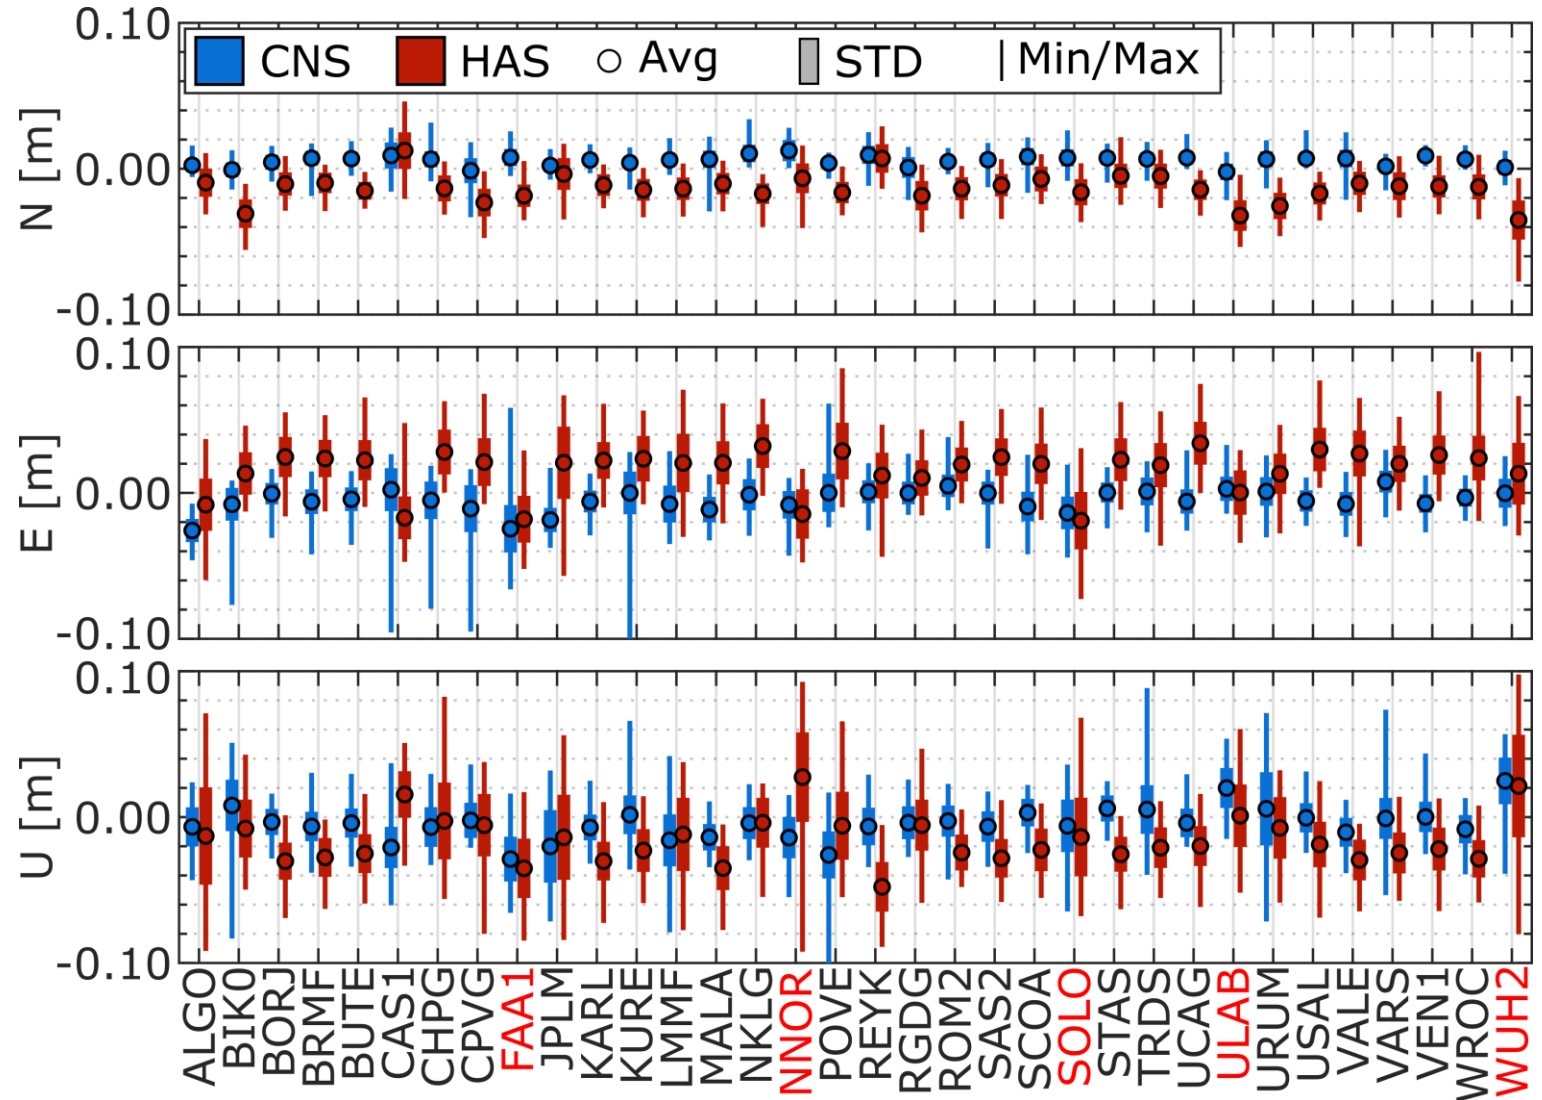 0.10
CNS HAS Avg STD Min/Max
N [m]
0.00
-0.10
0.10
E [m]
0.00
-0.10
0.10
U [m]
0.00
-0.10
ALGO
BIK0
BORJ
BRMF
BUTE
CAS1
CHPG
CPVG
FAA1
JPLM
KARL
KURE
LMMF
MALA
NKLG
NNOR
POVE
REYK
RGDG
ROM2
SAS2
SCOA
SOLO
STAS
TRDS
UCAG
ULAB
URUM
USAL
VALE
VARS
VEN1
WROC
WUH2